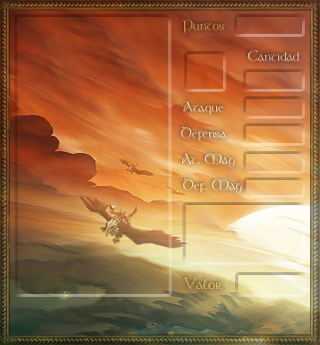 Puntos
Cantidad
Ataque
Defensa
At. Mag
Def. Mag
Valor